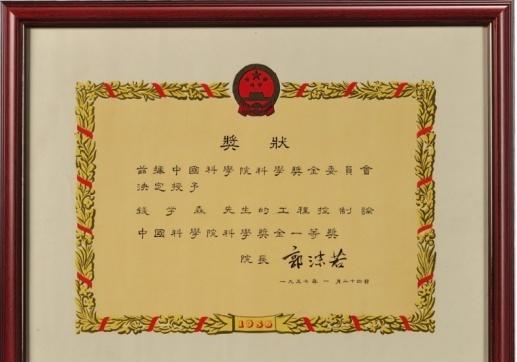 獎狀
茲據中國科學院科學獎金委員會
決定授予
錢 学 森 先生的工程控制論
中國科學院科學獎金一等獎
院長 郭沫若
一九五七年 一月二十四日
1956